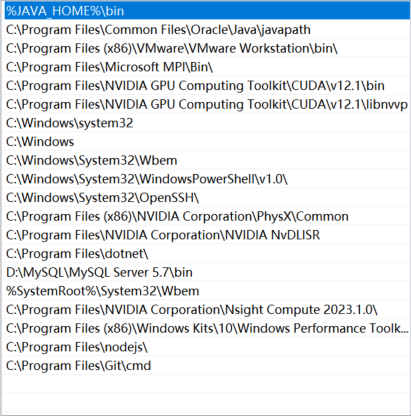 %JAVA_HOME%\bin
C:\Program Files\Common Files\Oracle\Java\javapath
C:\Program Files (x86)\VMware\VMware Workstation\bin\
C:\Program Files\Microsoft MPI\Bin\
C:\Program Files\NVIDIA GPU Computing Toolkit\CUDA\v12.1\bin
C:\Program Files\NVIDIA GPU Computing Toolkit\CUDA\v12.1\libnvvp
C:\Windows\system32
C:\Windows
C:\Windows\System32\Wbem
C:\Windows\System32\WindowsPowerShell\v1.0\
C:\Windows\System32\OpenSSH\
C:\Program Files (x86)\NVIDIA Corporation\PhysX\Common
C:\Program Files\NVIDIA Corporation\NVIDIA NvDLISR
C:\Program Files\dotnet\
D:\MySQL\MySQL Server 5.7\bin
%SystemRoot%\System32\Wbem
C:\Program Files\NVIDIA Corporation\Nsight Compute 2023.1.0\
C:\Program Files (x86)\Windows Kits\10\Windows Performance Toolk...
C:\Program Files\nodejs\
C:\Program Files\Git\cmd